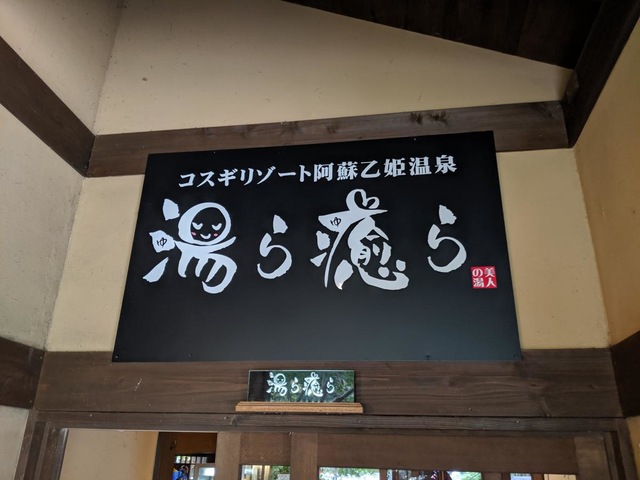 コスギリゾート阿蘇乙姫温泉
湯ら癒ら
ゆ ゆ
美人
の湯
湯ら癒ら